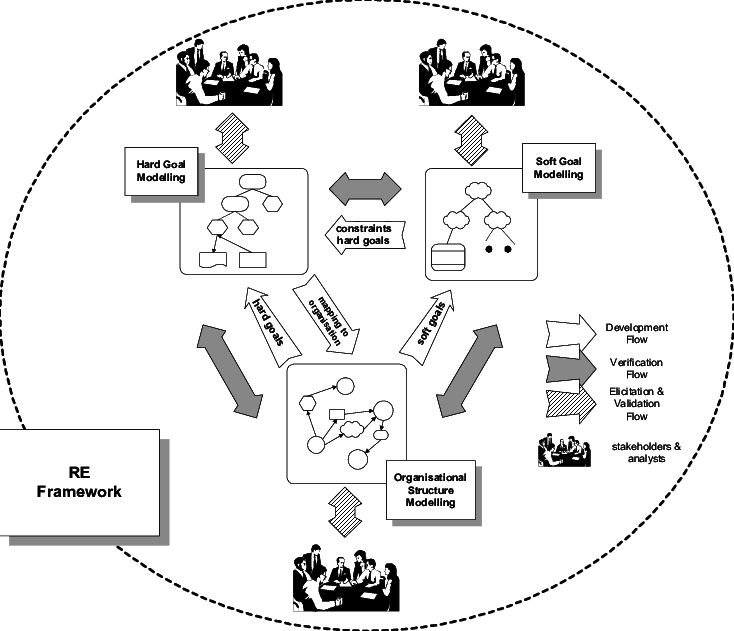 Hard Goal
Modelling
Soft Goal
Modelling
constraints
hard goals
hard goals
mapping to
organisation
soft goals
Development
Flow
Verification
Flow
Elicitation &
Validation
Flow
stakeholders &
analysts
RE
Framework
Organisational
Structure
Modelling